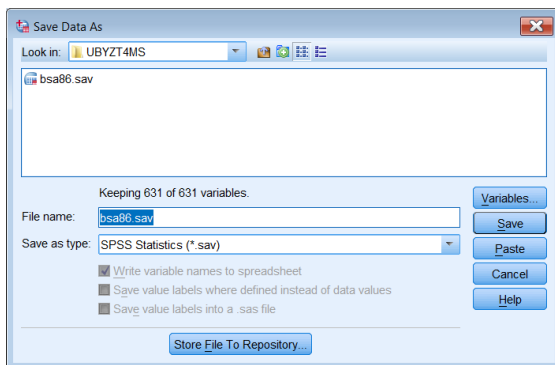 Save Data As
Look in: UBYZT4MS
bsa86.sav
Keeping 631 of 631 variables.
File name: bsa86.sav
Save as type: SPSS Statistics (*.sav)
Write variable names to spreadsheet
Save value labels where defined instead of data values
Save value labels into a .sas file
Variables...
Save
Paste
Cancel
Help
Store File To Repository...